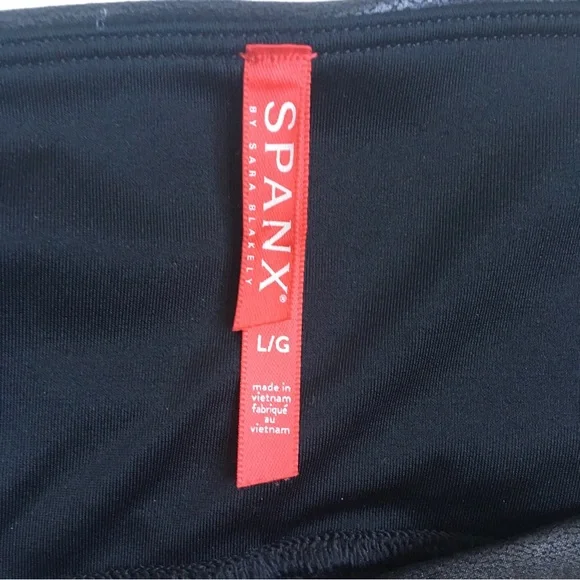 SPANX®
BY SARA BLAKELY
L/G
made in
vietnam
fabriqué
au
vietnam